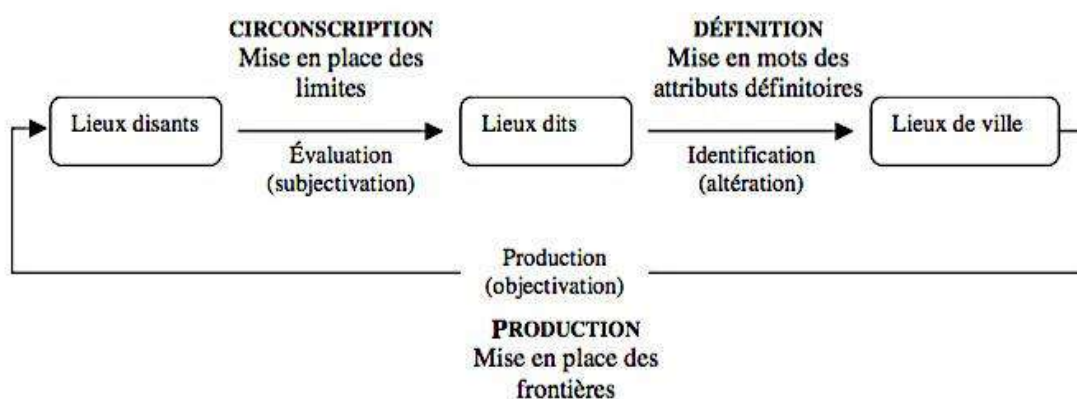 CIRCONSCRIPTION
Mise en place des
limites
DÉFINITION
Mise en mots des
attributs définitoires
Lieux disants
Lieux dits
Lieux de ville
Évaluation
(subjectivation)
Identification
(altération)
Production
(objectivation)
PRODUCTION
Mise en place des
frontières